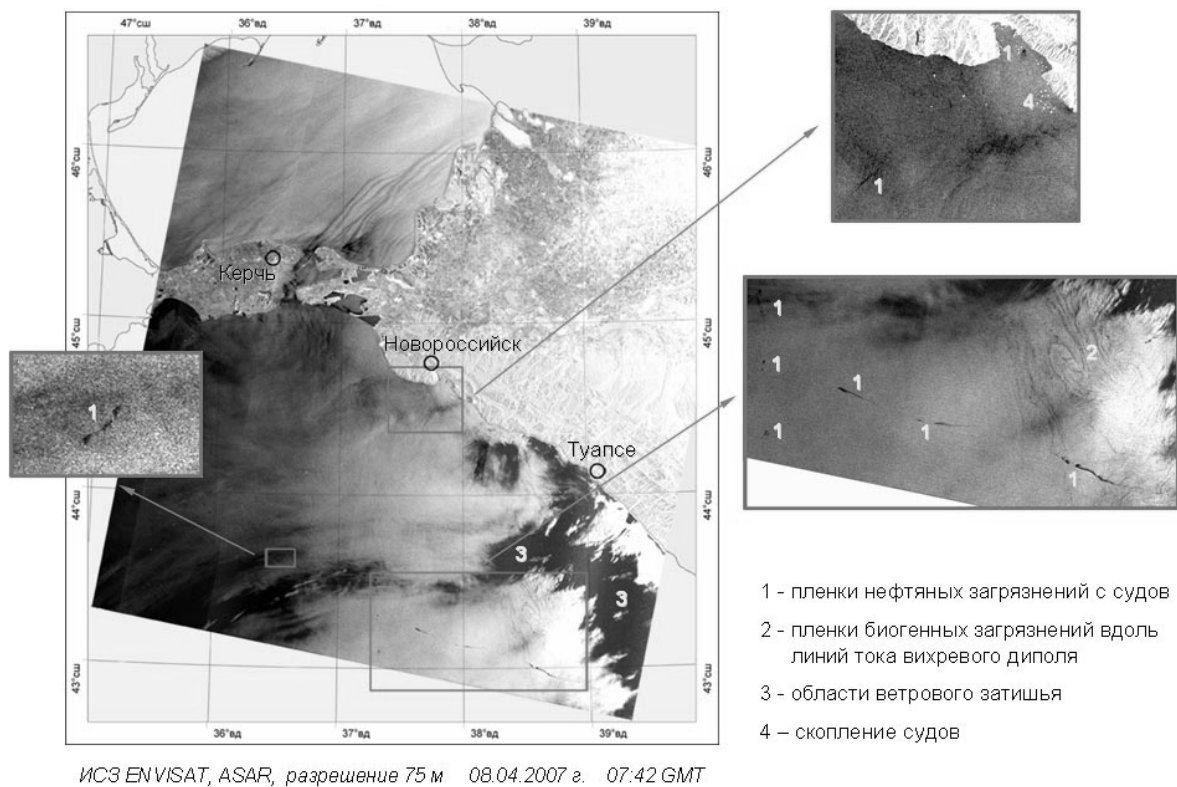 47°сш 36°вд 37°вд 38°вд 39°вд
46°сш
46°сш
45°сш
45°сш
44°сш
44°сш
43°сш
43°сш
Керчь
Новороссийск
Туапсе
3
3
36°вд 37°вд 38°вд 39°вд
1
1
4
1
1
2
1
1
1
1
1
1 - пленки нефтяных загрязнений с судов
2 - пленки биогенных загрязнений вдоль
линий тока вихревого диполя
3 - области ветрового затишья
4 – скопление судов
ИСЗ ENVISAT, ASAR, разрешение 75 м 08.04.2007 г. 07:42 GMT